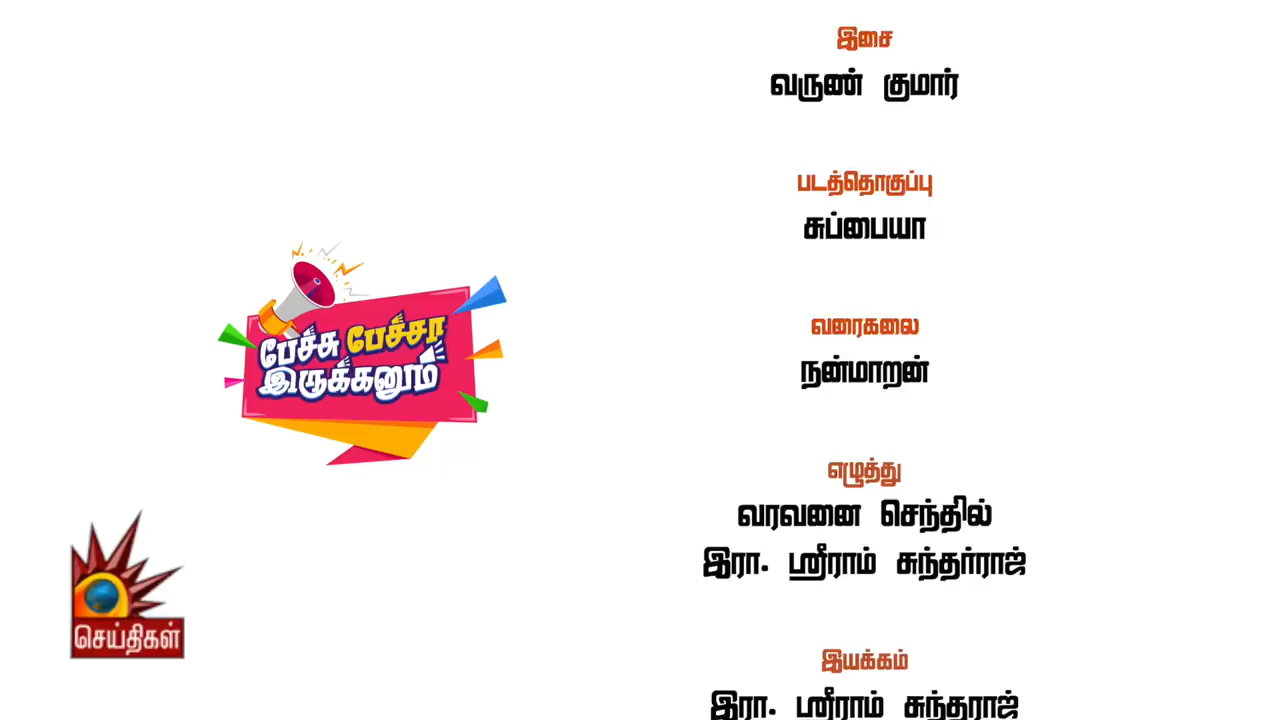 இசை
வருண் குமார்
படத்தொகுப்பு
சுப்பையா
வரைகலை
நன்மாறன்
எழுத்து
வரவனை செந்தில்
இரா. ஸ்ரீராம் சுந்தர்ராஜ்
இயக்கம்
இரா. ஸ்ரீராம் சுந்தராஜ்
பேச்சு பேச்சா
இருக்கனும்
செய்திகள்